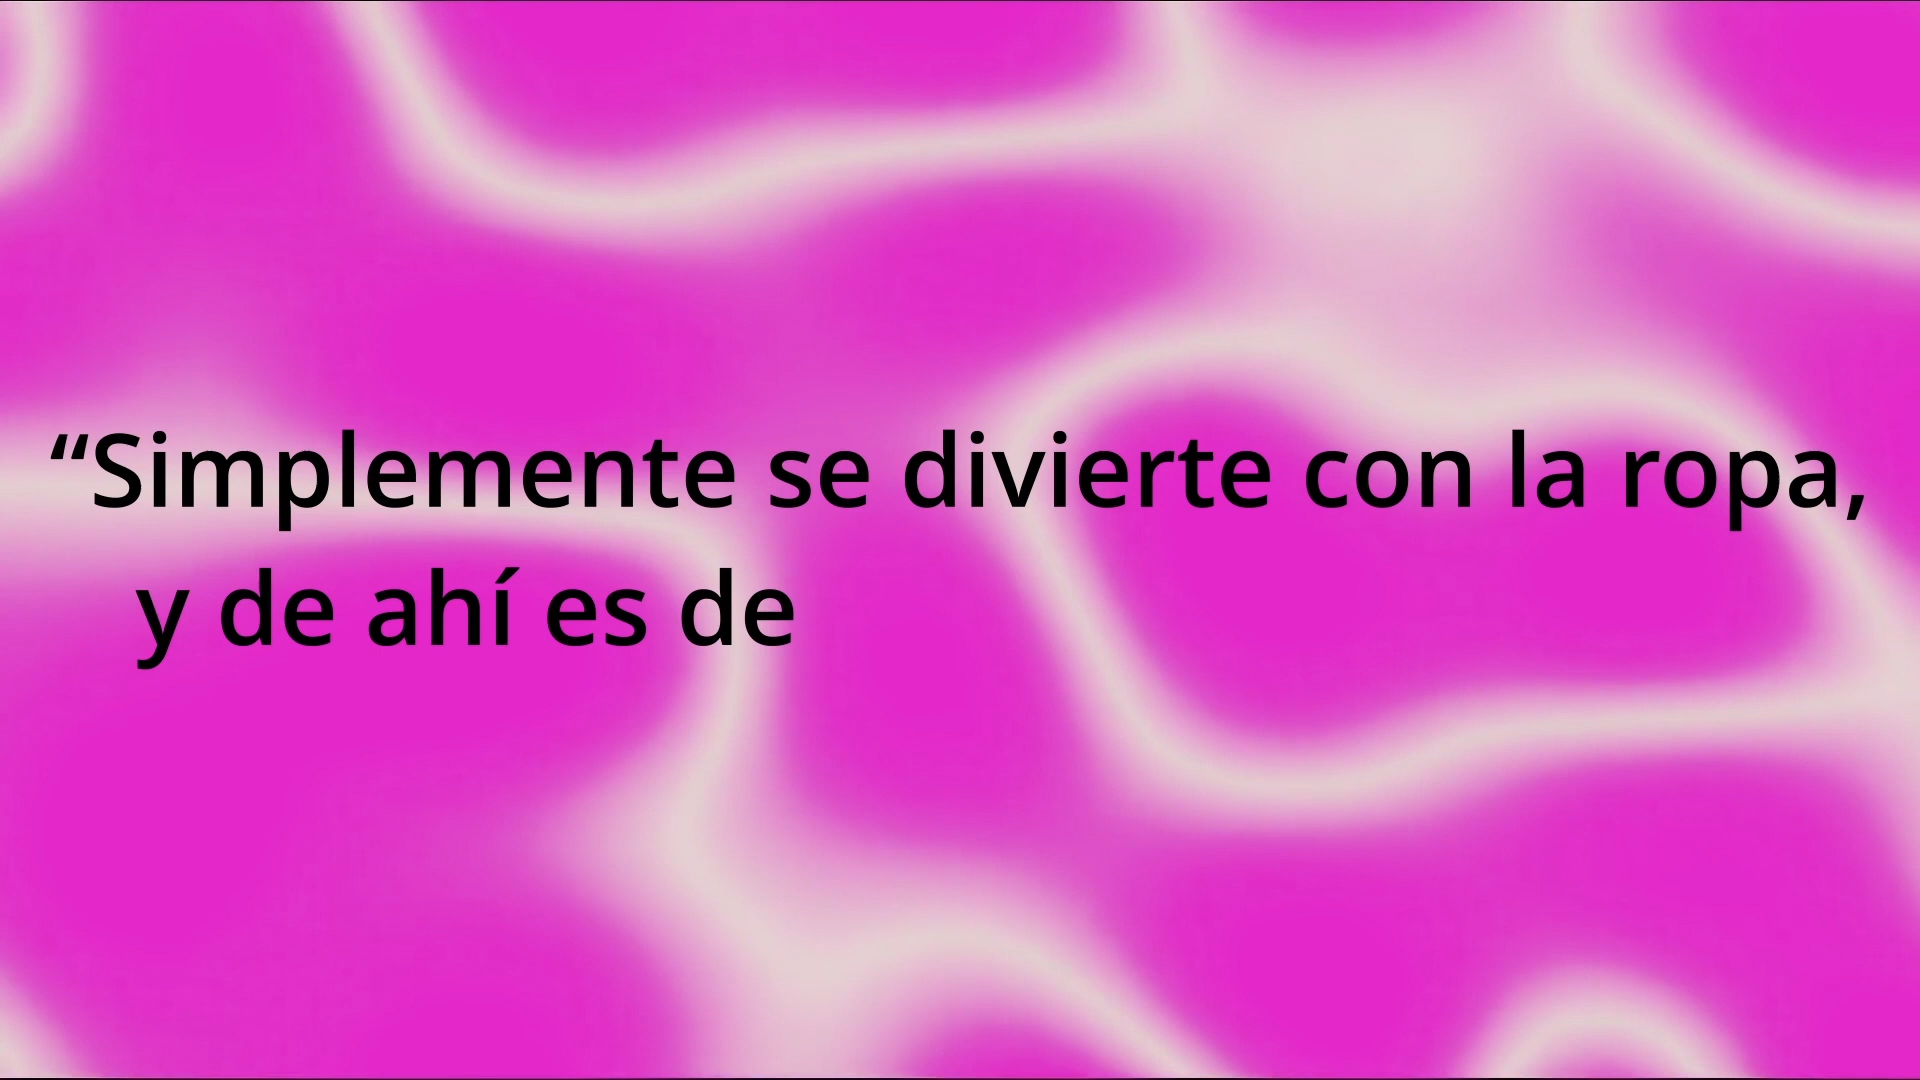 “Simplemente se divierte con la ropa,
y de ahí es de